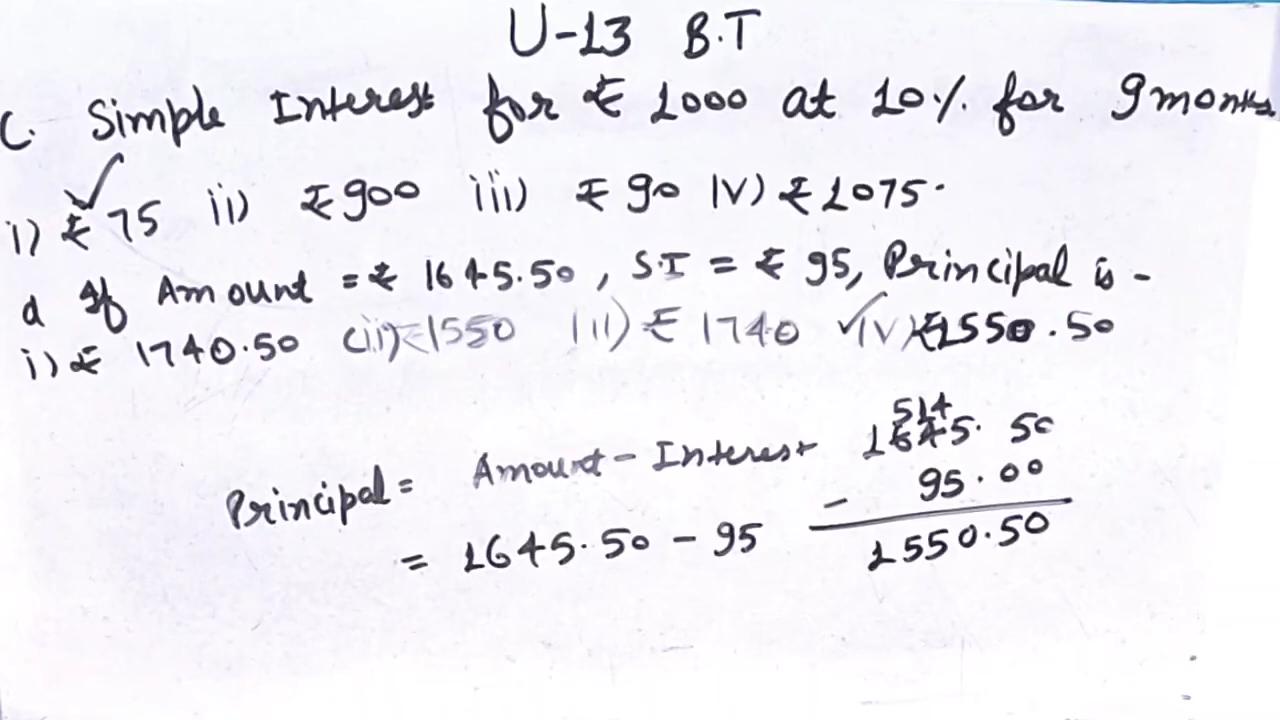 U-13 B.T
C. Simple Interest for ₹ 1000 at 10% for 9 months.
i) ₹ 75 ii) ₹ 900 iii) ₹ 90 IV) ₹ 1075.
d If Amount = ₹ 1645.50, S.I = ₹ 95, Principal is -
i) ₹ 1740.50 (ii) ₹1550 (iii) ₹ 1740 ✓(IV) ₹1550.50
Principal = Amount - Interest
= 1645.50 - 95
514
1645.50
- 95.00
1550.50